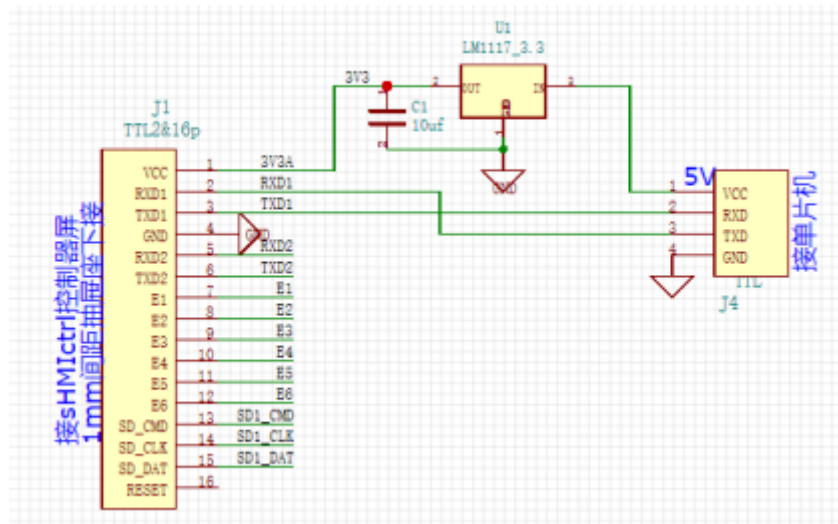 U1
LM1117_3.3
3V3
2
OUT
IN
3
GND
1
C1
10uf
1
2
GND
J1
TTL2&16p
VCC 1 3V3A
RXD1 2 RXD1
TXD1 3 TXD1
GND 4 GND
RXD2 5 RXD2
TXD2 6 TXD2
E1 7 E1
E2 8 E2
E3 9 E3
E4 10 E4
E5 11 E5
E6 12 E6
SD_CMD 13 SD1_CMD
SD_CLK 14 SD1_CLK
SD_DAT 15 SD1_DAT
RESET 16
接sHMIctrl控制器屏
1mm间距抽屉坐下接
5V
1 VCC
2 RXD
3 TXD
4 GND
TTL
J4
接单片机